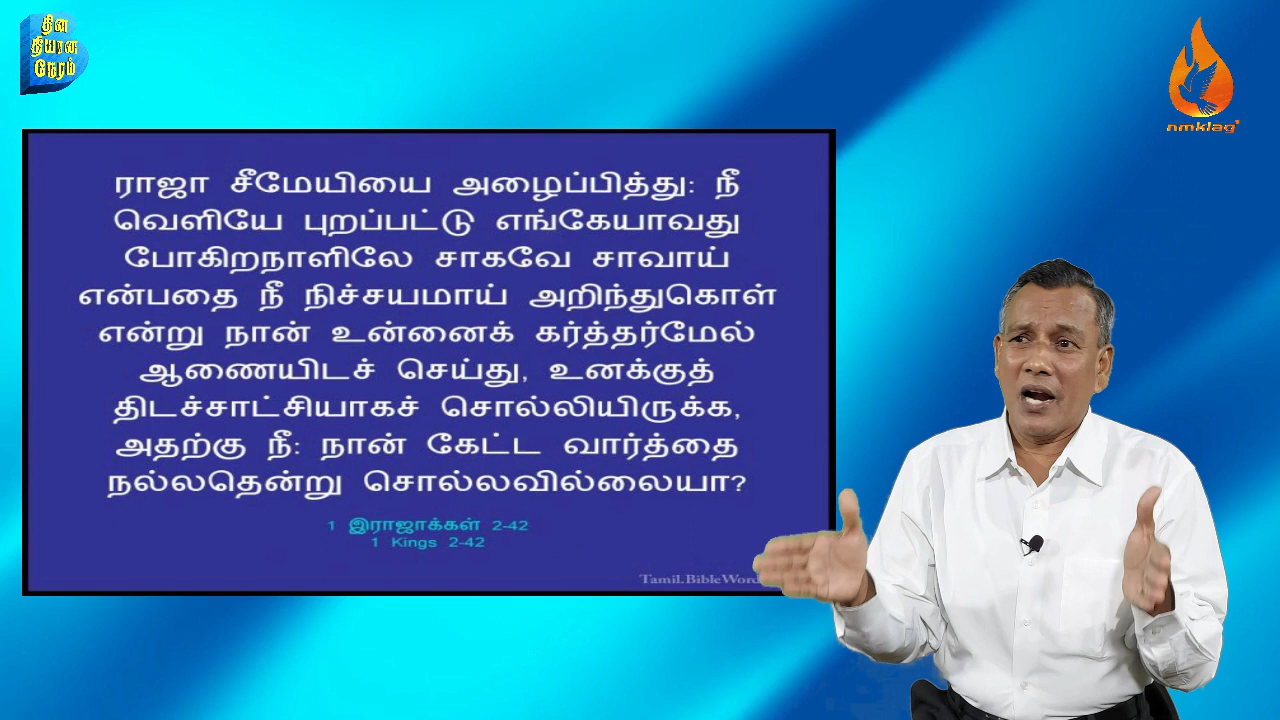 தின
தியான
நேரம்
nmklag
ராஜா சீமேயியை அழைப்பித்து: நீ
வெளியே புறப்பட்டு எங்கேயாவது
போகிறநாளிலே சாகவே சாவாய்
என்பதை நீ நிச்சயமாய் அறிந்துகொள்
என்று நான் உன்னைக் கர்த்தர்மேல்
ஆணையிடச் செய்து, உனக்குத்
திடச்சாட்சியாகச் சொல்லியிருக்க,
அதற்கு நீ: நான் கேட்ட வார்த்தை
நல்லதென்று சொல்லவில்லையா?
1 இராஜாக்கள் 2-42
1 Kings 2-42
Tamil.BibleWord